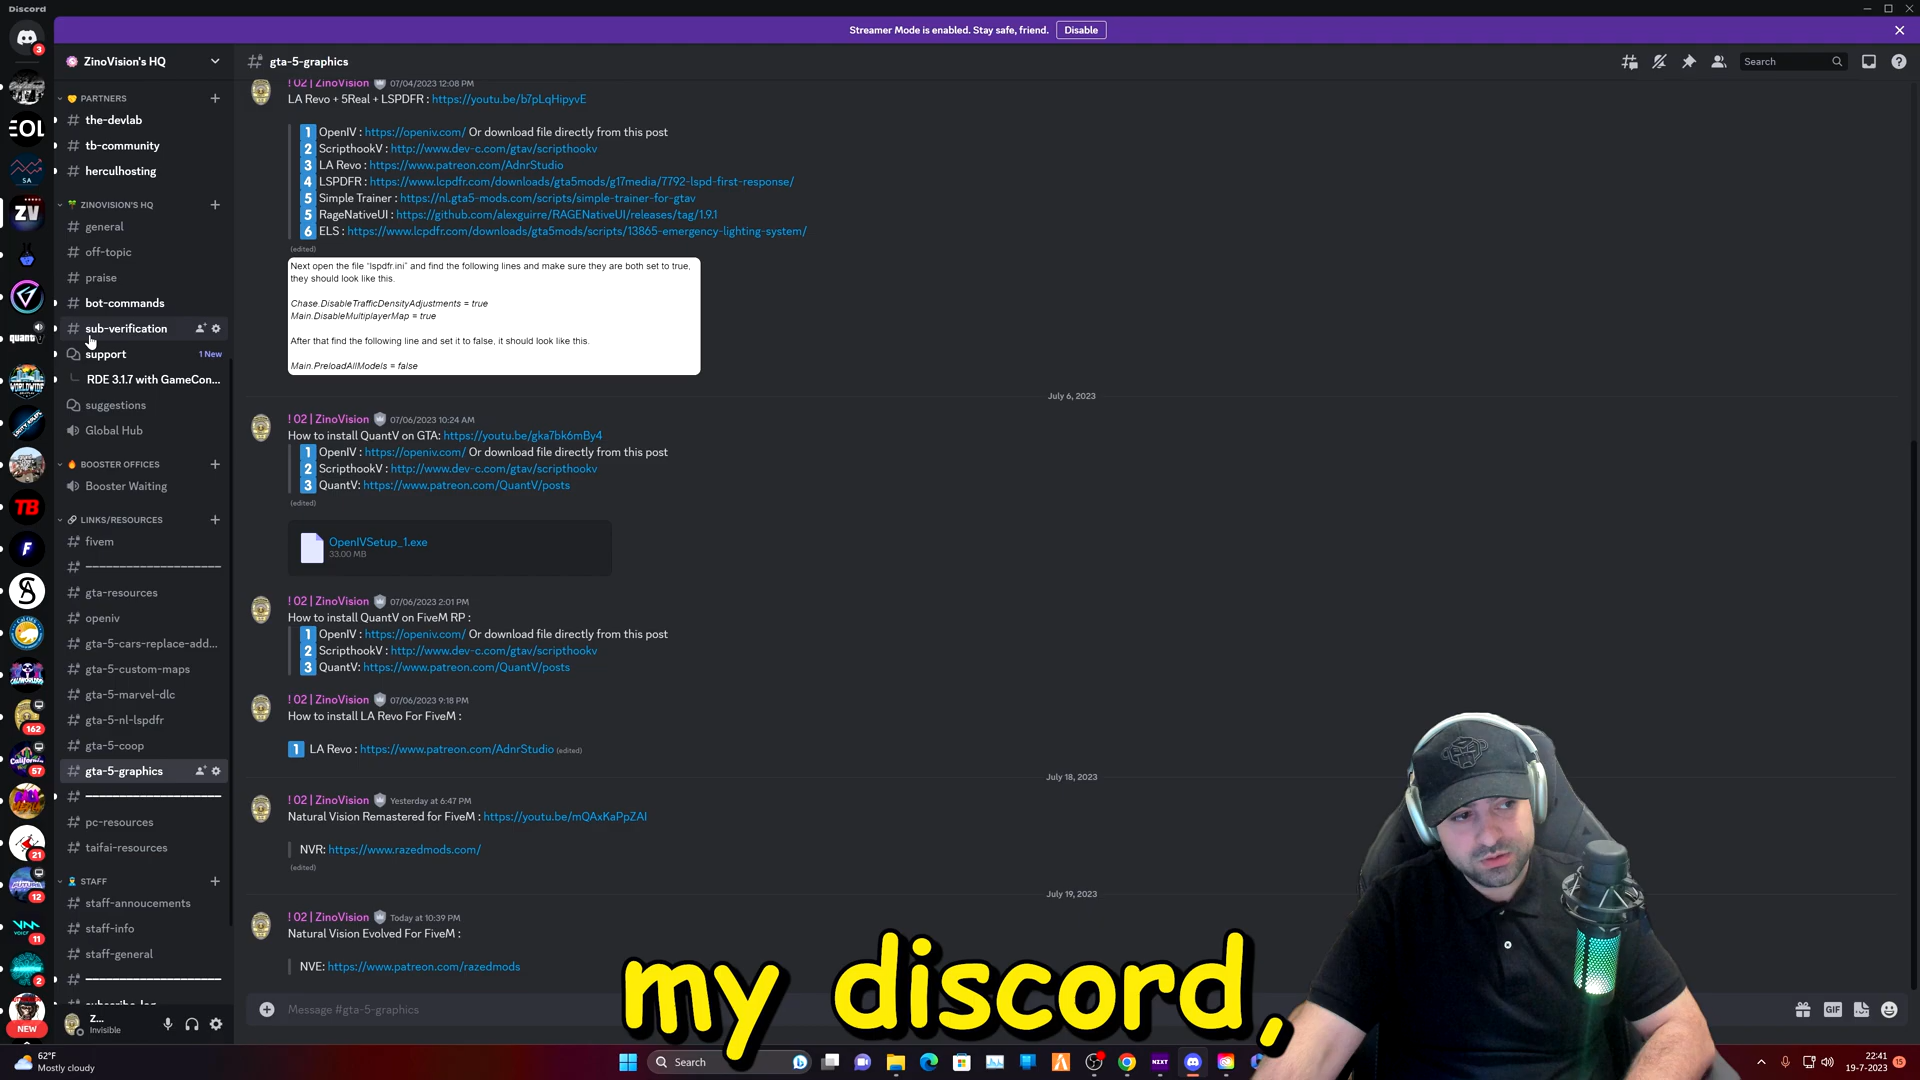 Discord
Streamer Mode is enabled. Stay safe, friend.
Disable
3
ZinoVision's HQ
PARTNERS
the-devlab
tb-community
herculhosting
ZINOVISION'S HQ
general
off-topic
praise
bot-commands
sub-verification
support
1 New
RDE 3.1.7 with GameCon...
suggestions
Global Hub
BOOSTER OFFICES
Booster Waiting
LINKS/RESOURCES
fivem
gta-resources
openiv
gta-5-cars-replace-add...
gta-5-custom-maps
gta-5-marvel-dlc
gta-5-nl-lspdfr
gta-5-coop
gta-5-graphics
pc-resources
taifai-resources
STAFF
staff-annoucements
staff-info
staff-general
EOL
SA
ZV
QUANTV
TB
F
162
57
21
12
11
2
NEW
Z...
Invisible
gta-5-graphics
Search
! 02 | ZinoVision 07/04/2023 12:08 PM
LA Revo + 5Real + LSPDFR : https://youtu.be/b7pLqHipyvE
1 OpenIV : https://openiv.com/ Or download file directly from this post
2 ScripthookV : http://www.dev-c.com/gtav/scripthookv
3 LA Revo : https://www.patreon.com/AdnrStudio
4 LSPDFR : https://www.lcpdfr.com/downloads/gta5mods/g17media/7792-lspd-first-response/
5 Simple Trainer : https://nl.gta5-mods.com/scripts/simple-trainer-for-gtav
5 RageNativeUI : https://github.com/alexguirre/RAGENativeUI/releases/tag/1.9.1
6 ELS : https://www.lcpdfr.com/downloads/gta5mods/scripts/13865-emergency-lighting-system/
(edited)
Next open the file "lspdfr.ini" and find the following lines and make sure they are both set to true,
they should look like this.
Chase.DisableTrafficDensityAdjustments = true
Main.DisableMultiplayerMap = true
After that find the following line and set it to false, it should look like this.
Main.PreloadAllModels = false
July 6, 2023
! 02 | ZinoVision 07/06/2023 10:24 AM
How to install QuantV on GTA: https://youtu.be/gka7bk6mBy4
1 OpenIV : https://openiv.com/ Or download file directly from this post
2 ScripthookV : http://www.dev-c.com/gtav/scripthookv
3 QuantV: https://www.patreon.com/QuantV/posts
(edited)
OpenIVSetup_1.exe
33.00 MB
! 02 | ZinoVision 07/06/2023 2:01 PM
How to install QuantV on FiveM RP :
1 OpenIV : https://openiv.com/ Or download file directly from this post
2 ScripthookV : http://www.dev-c.com/gtav/scripthookv
3 QuantV: https://www.patreon.com/QuantV/posts
! 02 | ZinoVision 07/06/2023 9:18 PM
How to install LA Revo For FiveM :
1 LA Revo : https://www.patreon.com/AdnrStudio (edited)
July 18, 2023
! 02 | ZinoVision Yesterday at 6:47 PM
Natural Vision Remastered for FiveM : https://youtu.be/mQAxKaPpZAI
NVR: https://www.razedmods.com/
(edited)
July 19, 2023
! 02 | ZinoVision Today at 10:39 PM
Natural Vision Evolved For FiveM :
NVE: https://www.patreon.com/razedmods
Message #gta-5-graphics
GIF
my discord,
62°F
Mostly cloudy
Search
NZXT
22:41
19-7-2023
15